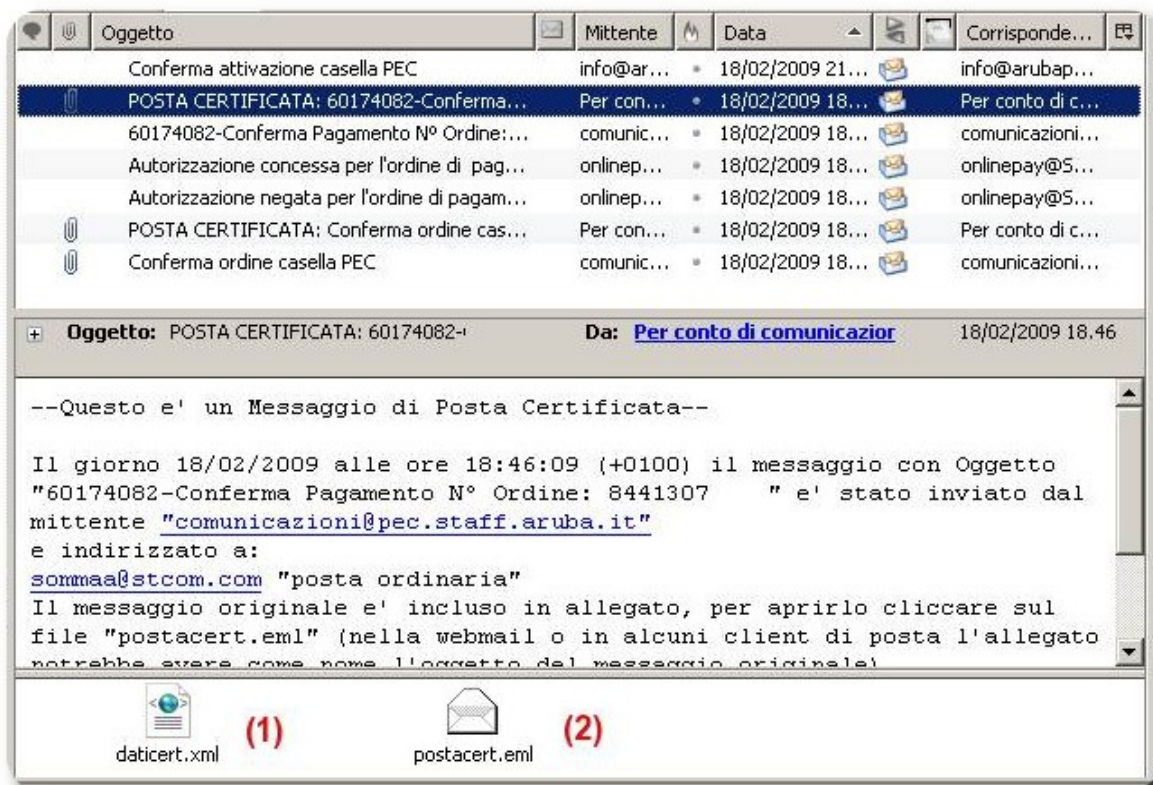 Oggetto Mittente Data Corrisponde...
Conferma attivazione casella PEC info@ar... 18/02/2009 21... info@arubap...
POSTA CERTIFICATA: 60174082-Conferma... Per con... 18/02/2009 18... Per conto di c...
60174082-Conferma Pagamento Nº Ordine:... comunic... 18/02/2009 18... comunicazioni...
Autorizzazione concessa per l'ordine di pag... onlinep... 18/02/2009 18... onlinepay@S...
Autorizzazione negata per l'ordine di pagam... onlinep... 18/02/2009 18... onlinepay@S...
POSTA CERTIFICATA: Conferma ordine cas... Per con... 18/02/2009 18... Per conto di c...
Conferma ordine casella PEC comunic... 18/02/2009 18... comunicazioni...
Oggetto: POSTA CERTIFICATA: 60174082- Da: Per conto di comunicazior 18/02/2009 18.46
--Questo e' un Messaggio di Posta Certificata--
Il giorno 18/02/2009 alle ore 18:46:09 (+0100) il messaggio con Oggetto
"60174082-Conferma Pagamento N° Ordine: 8441307 " e' stato inviato dal
mittente "comunicazioni@pec.staff.aruba.it"
e indirizzato a:
sommaa@stcom.com "posta ordinaria"
Il messaggio originale e' incluso in allegato, per aprirlo cliccare sul
file "postacert.eml" (nella webmail o in alcuni client di posta l'allegato
potrebbe avere come nome l'oggetto del messaggio originale)
(1) (2)
daticert.xml postacert.eml